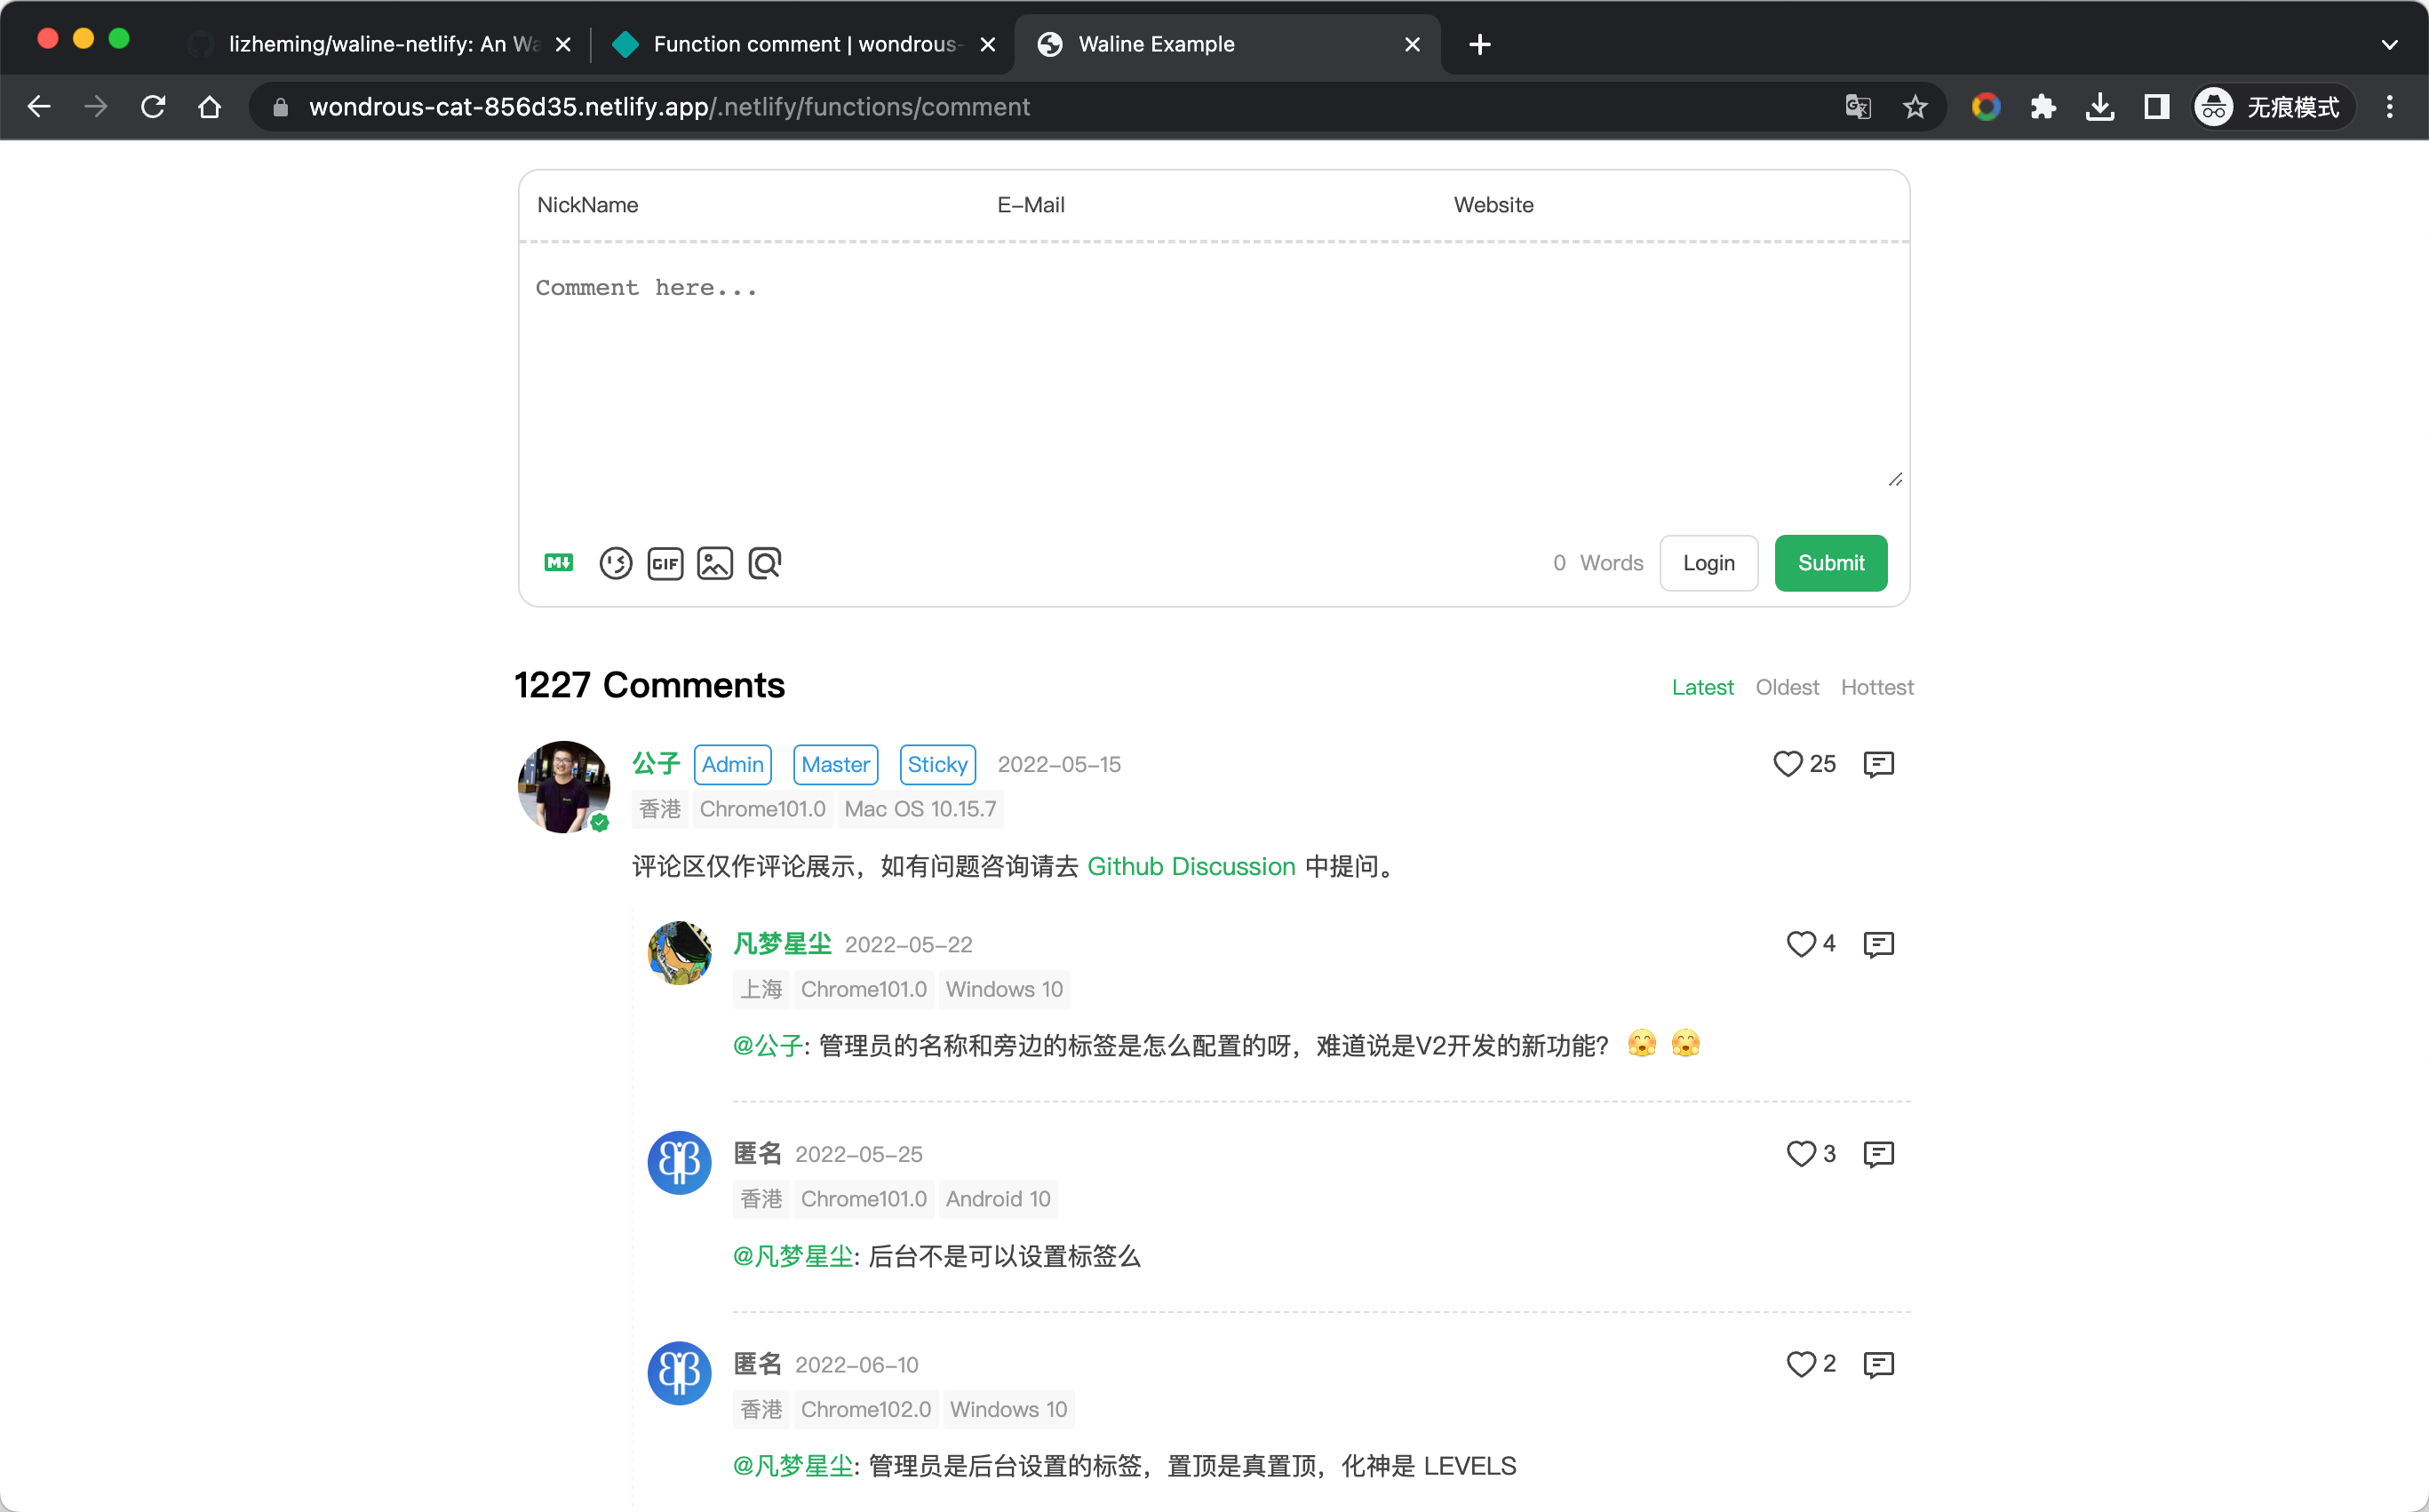 lizheming/waline-netlify: An Wa
Function comment | wondrous-
Waline Example
wondrous-cat-856d35.netlify.app/.netlify/functions/comment
无痕模式
NickName E-Mail Website
Comment here...
M GIF 0 Words Login Submit
1227 Comments Latest Oldest Hottest
公子 Admin Master Sticky 2022-05-15 25
香港 Chrome101.0 Mac OS 10.15.7
评论区仅作评论展示，如有问题咨询请去 Github Discussion 中提问。
凡梦星尘 2022-05-22 4
上海 Chrome101.0 Windows 10
@公子: 管理员的名称和旁边的标签是怎么配置的呀，难道说是V2开发的新功能？
匿名 2022-05-25 3
香港 Chrome101.0 Android 10
@凡梦星尘: 后台不是可以设置标签么
匿名 2022-06-10 2
香港 Chrome102.0 Windows 10
@凡梦星尘: 管理员是后台设置的标签，置顶是真置顶，化神是 LEVELS